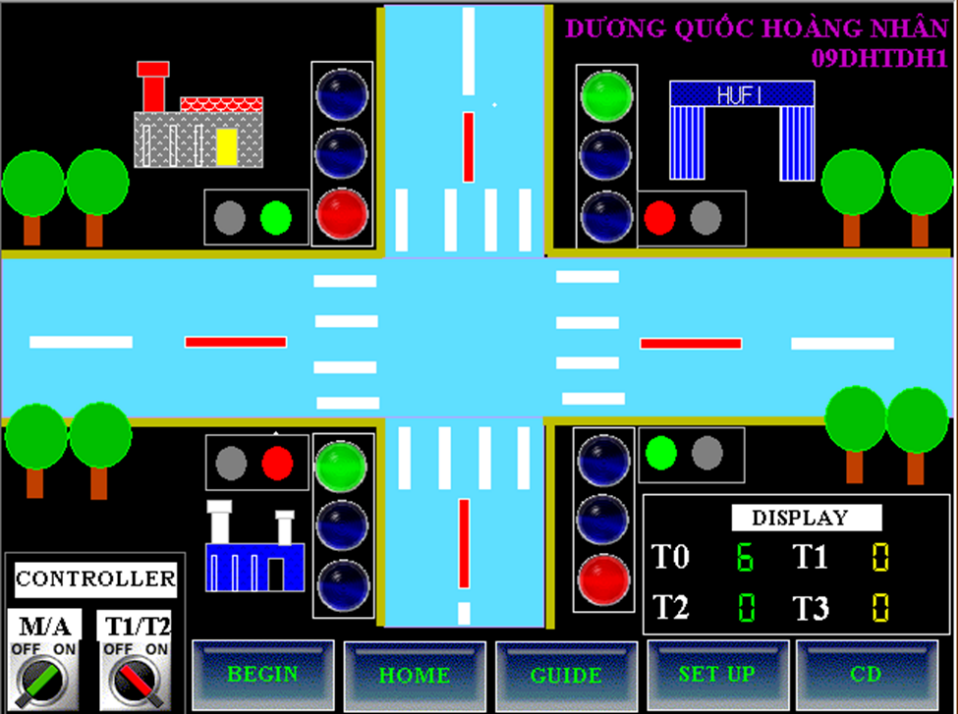 DƯƠNG QUỐC HOÀNG NHÂN
09DHTDH1
HUFI
DISPLAY
T0 6 T1 0
T2 0 T3 0
CONTROLLER
M/A T1/T2
OFF ON OFF ON
BEGIN HOME GUIDE SET UP CD